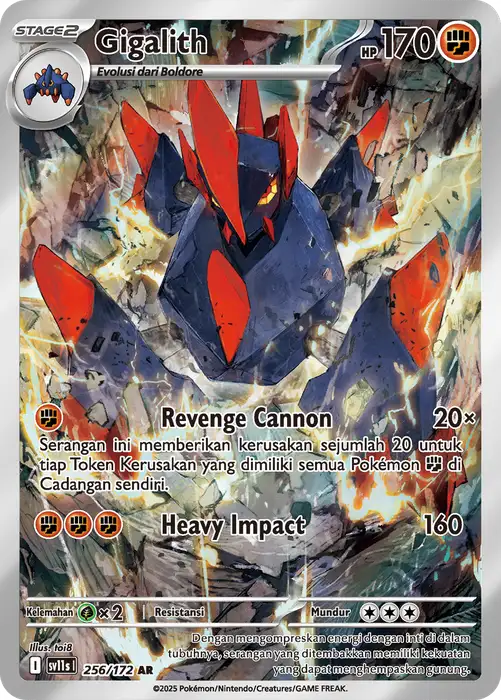 STAGE2 Gigalith HP 170
Evolusi dari Boldore
Revenge Cannon 20×
Serangan ini memberikan kerusakan sejumlah 20 untuk
tiap Token Kerusakan yang dimiliki semua Pokémon di
Cadangan sendiri.
Heavy Impact 160
Kelemahan ×2 Resistansi Mundur
Illus. toi8
Dengan mengompresikan energi dengan inti di dalam
tubuhnya, serangan yang ditembakkan memiliki kekuatan
yang dapat menghempaskan gunung.
I sv11s I 256/172 AR
©2025 Pokémon/Nintendo/Creatures/GAME FREAK.